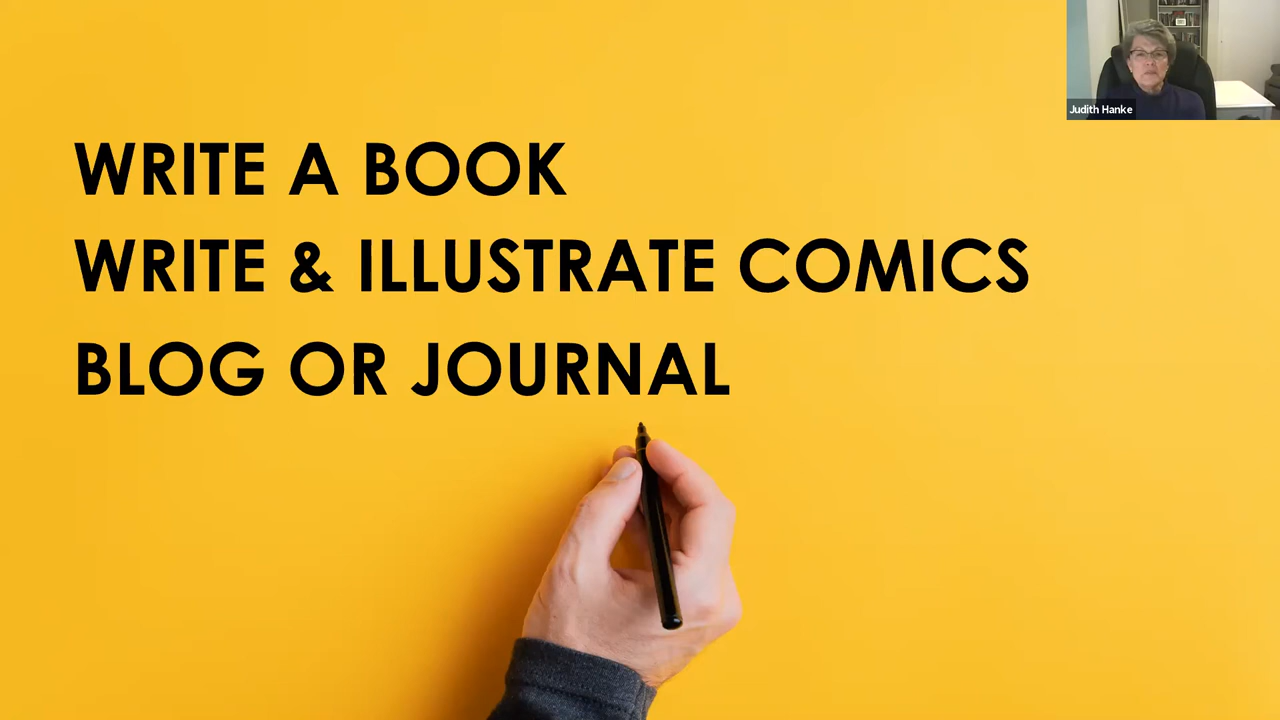 Judith Hanke
WRITE A BOOK
WRITE & ILLUSTRATE COMICS
BLOG OR JOURNAL